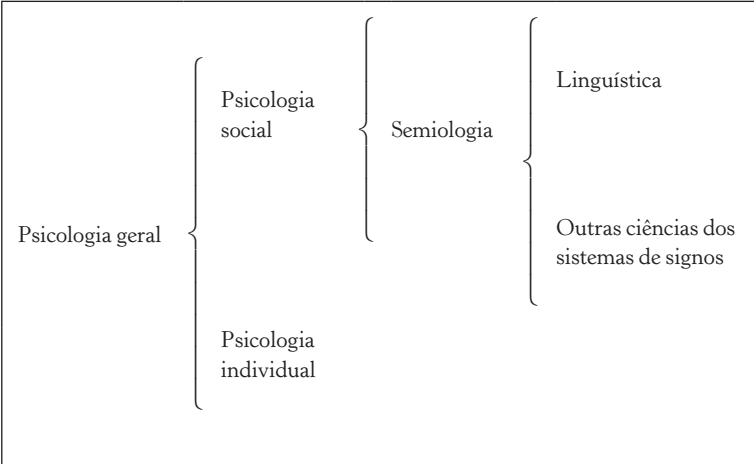 Psicologia geral
Psicologia
social
Psicologia
individual
Semiologia
Linguística
Outras ciências dos
sistemas de signos